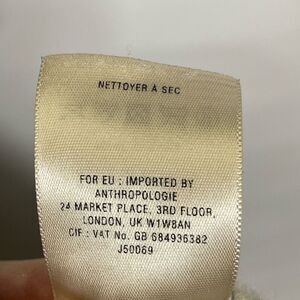 NETTOYER À SEC
FOR EU : IMPORTED BY
ANTHROPOLOGIE
24 MARKET PLACE, 3RD FLOOR,
LONDON, UK W1W8AN
CIF : VAT No. GB 684936382
J50069